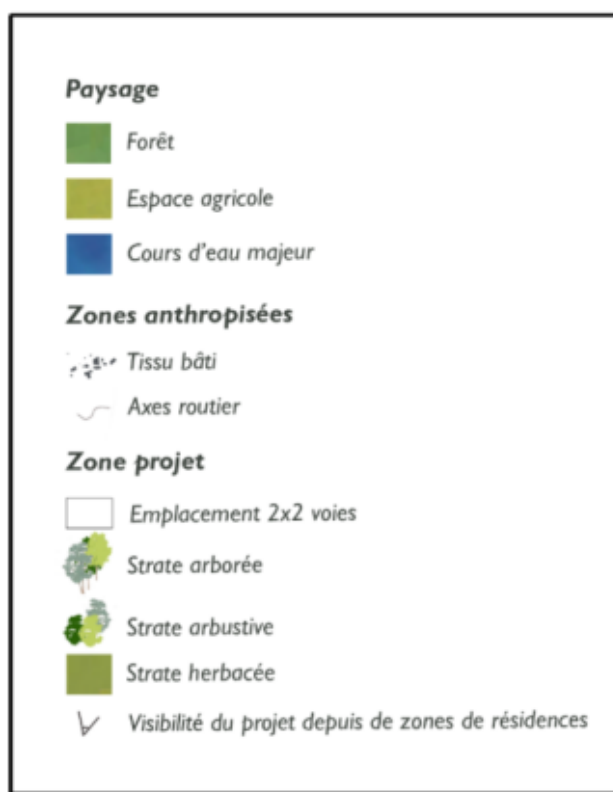 Paysage
Forêt
Espace agricole
Cours d'eau majeur
Zones anthropisées
Tissu bâti
Axes routier
Zone projet
Emplacement 2x2 voies
Strate arborée
Strate arbustive
Strate herbacée
Visibilité du projet depuis de zones de résidences